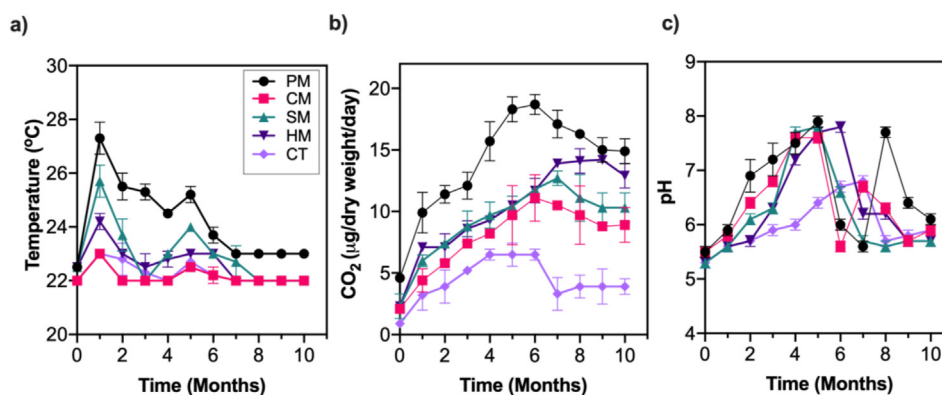 a)
Temperature (ºC)
30
28
26
24
22
20
0 2 4 6 8 10
Time (Months)
PM
CM
SM
HM
CT
b)
CO2 (µg/dry weight/day)
20
15
10
5
0
0 2 4 6 8 10
Time (Months)
c)
pH
9
8
7
6
5
4
0 2 4 6 8 10
Time (Months)